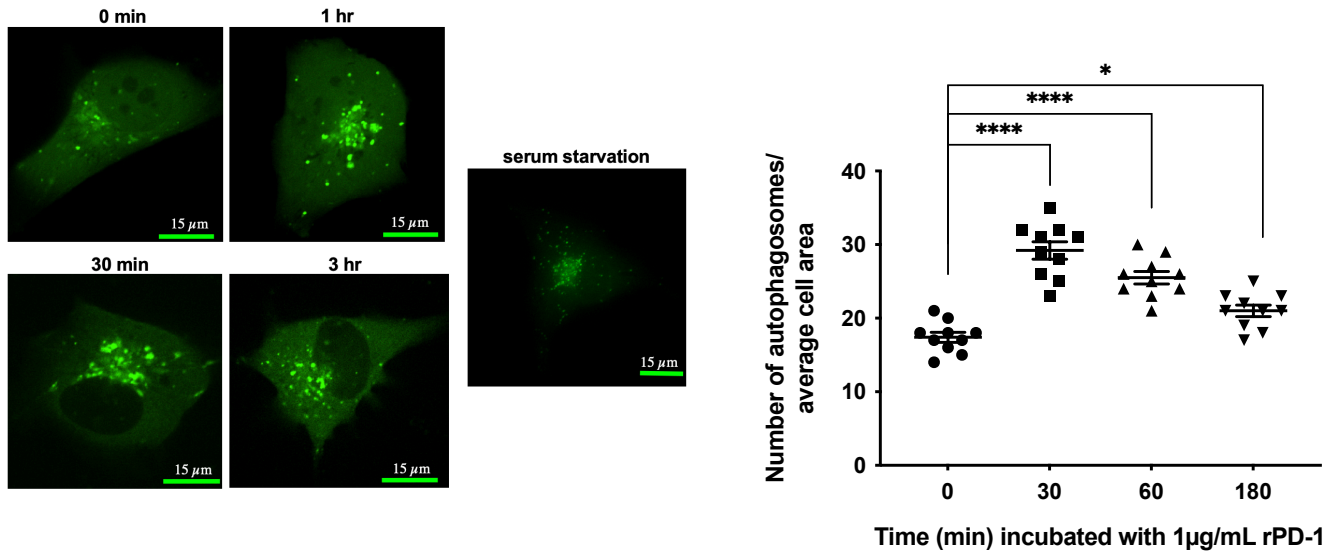 0 min
1 hr
15 µm
15 µm
30 min
3 hr
15 µm
15 µm
serum starvation
15 µm
*
****
****
Number of autophagosomes/
average cell area
40
30
20
10
0
0 30 60 180
Time (min) incubated with 1µg/mL rPD-1